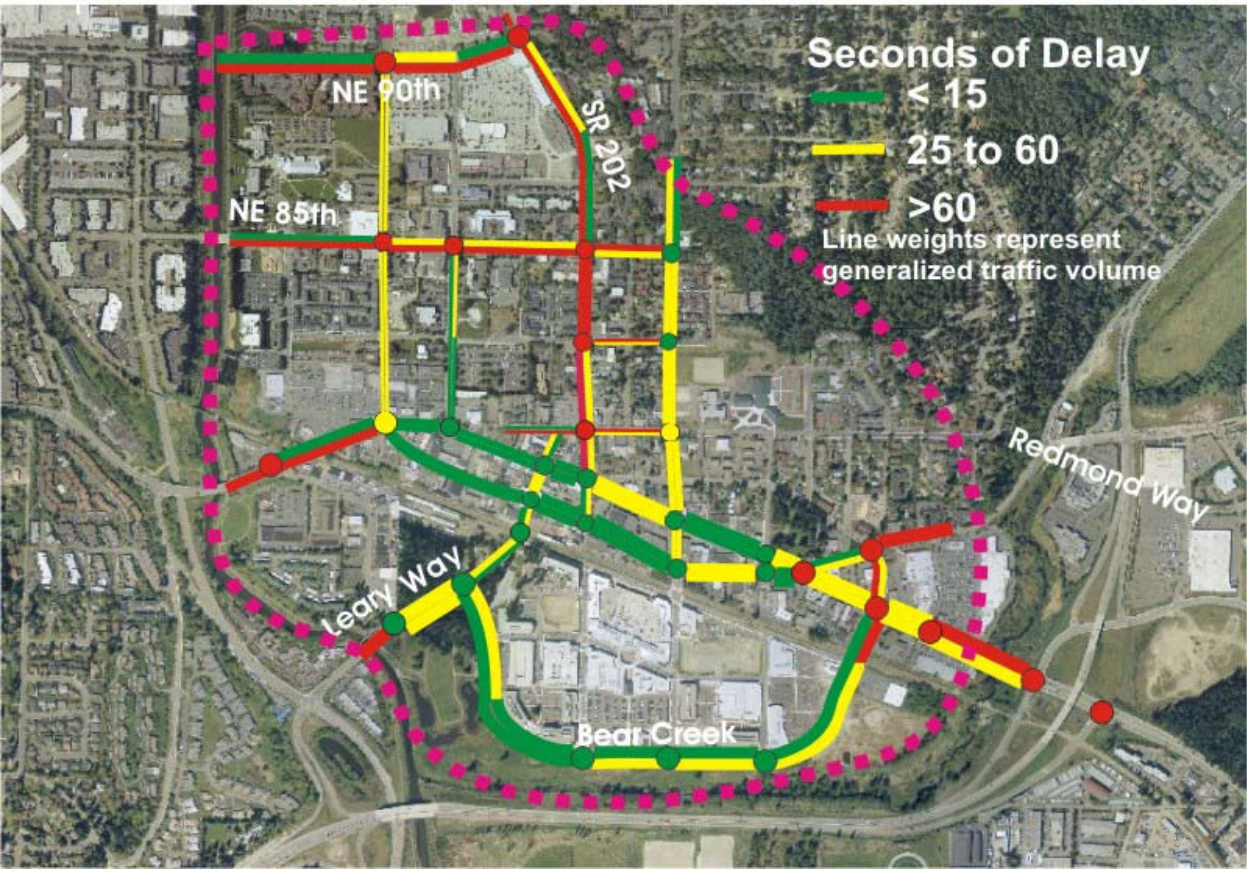 Seconds of Delay
< 15
25 to 60
>60
Line weights represent
generalized traffic volume
NE 90th
SR 202
NE 85th
Redmond Way
Leary Way
Bear Creek